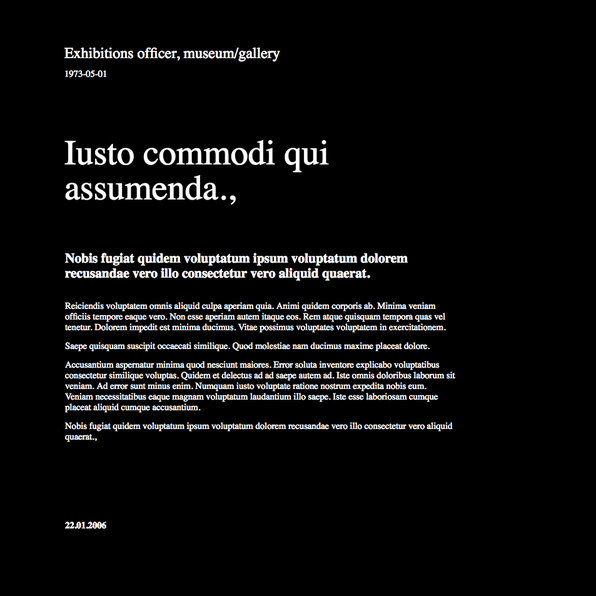 Exhibitions officer, museum/gallery
1973-05-01
Iusto commodi qui
assumenda.,
Nobis fugiat quidem voluptatum ipsum voluptatum dolorem
recusandae vero illo consectetur vero aliquid quaerat.
Reiciendis voluptatem omnis aliquid culpa aperiam quia. Animi quidem corporis ab. Minima veniam
officiis tempore eaque vero. Non esse aperiam autem itaque eos. Rem atque quisquam tempora quas vel
tenetur. Dolorem impedit est minima ducimus. Vitae possimus voluptates voluptatem in exercitationem.
Saepe quisquam suscipit occaecati similique. Quod molestiae nam ducimus maxime placeat dolore.
Accusantium aspernatur minima quod nesciunt maiores. Error soluta inventore explicabo voluptatibus
consectetur similique voluptas. Quidem et delectus ad ad saepe autem ad. Iste omnis doloribus laborum sit
veniam. Ad error sunt minus enim. Numquam iusto voluptate ratione nostrum expedita nobis eum.
Veniam necessitatibus eaque magnam voluptatum laudantium illo saepe. Iste esse laboriosam cumque
placeat aliquid cumque accusantium.
Nobis fugiat quidem voluptatum ipsum voluptatum dolorem recusandae vero illo consectetur vero aliquid
quaerat.,
22.01.2006